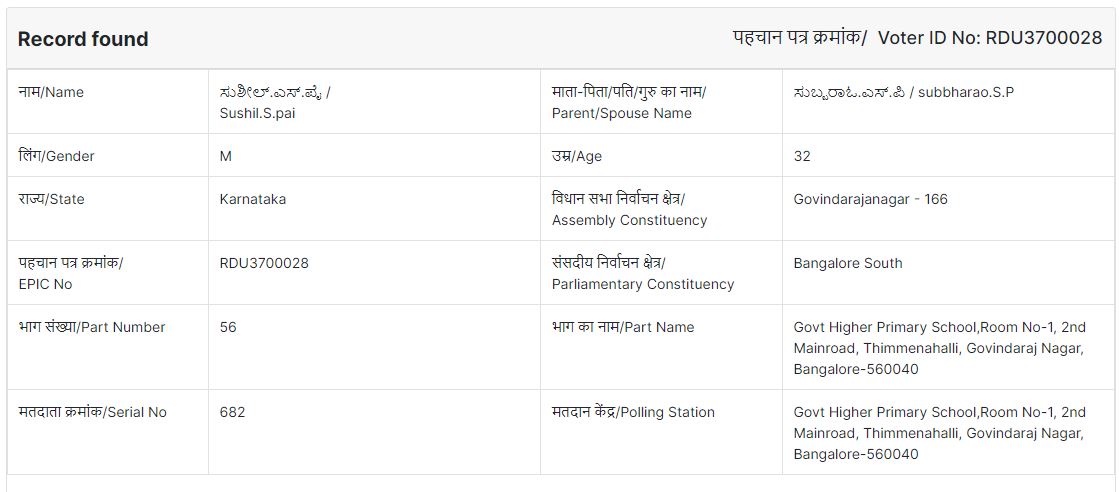 Record found
पहचान पत्र क्रमांक/ Voter ID No: RDU3700028
नाम/Name
ಸುಶೀಲ್.ಎಸ್.ಪೈ /
Sushil.S.pai
माता-पिता/पति/गुरु का नाम/
Parent/Spouse Name
ಸುಬ್ಬರಾಓ.ಎಸ್.ಪಿ / subbharao.S.P
लिंग/Gender
M
उम्र/Age
32
राज्य/State
Karnataka
विधान सभा निर्वाचन क्षेत्र/
Assembly Constituency
Govindarajanagar - 166
पहचान पत्र क्रमांक/
EPIC No
RDU3700028
संसदीय निर्वाचन क्षेत्र/
Parliamentary Constituency
Bangalore South
भाग संख्या/Part Number
56
भाग का नाम/Part Name
Govt Higher Primary School,Room No-1, 2nd
Mainroad, Thimmenahalli, Govindaraj Nagar,
Bangalore-560040
मतदाता क्रमांक/Serial No
682
मतदान केंद्र/Polling Station
Govt Higher Primary School,Room No-1, 2nd
Mainroad, Thimmenahalli, Govindaraj Nagar,
Bangalore-560040